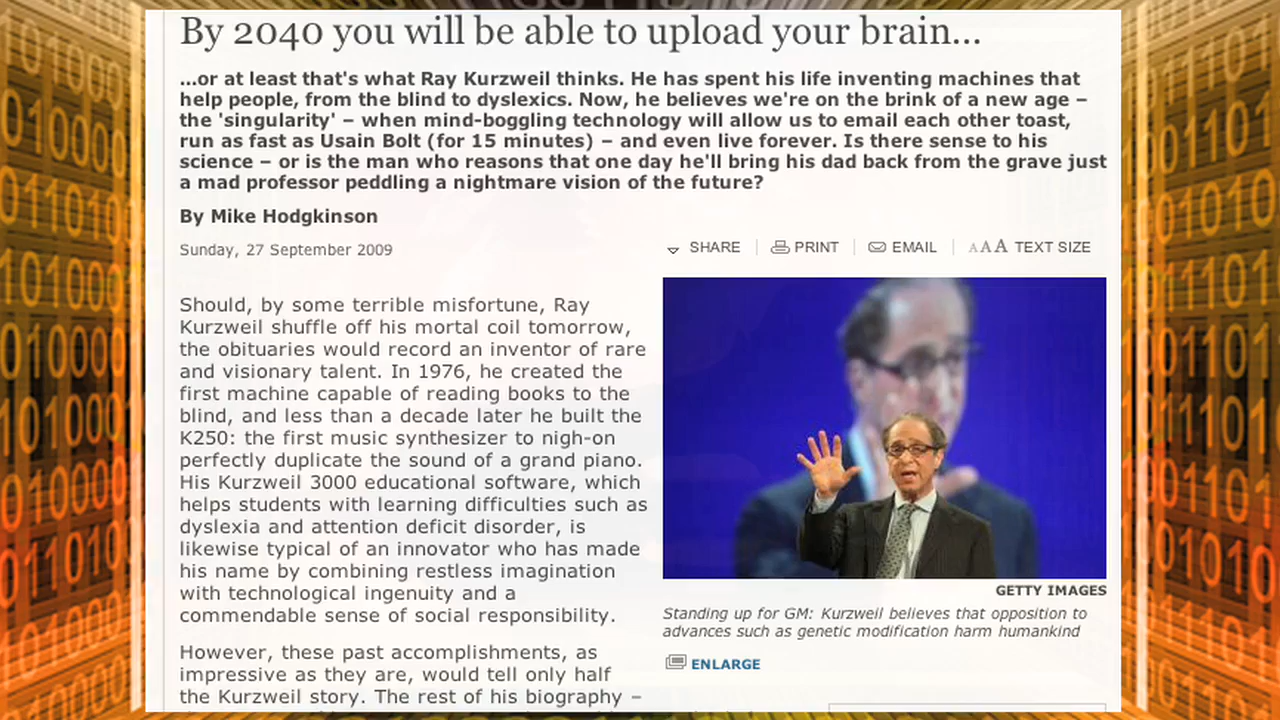 By 2040 you will be able to upload your brain...
...or at least that's what Ray Kurzweil thinks. He has spent his life inventing machines that
help people, from the blind to dyslexics. Now, he believes we're on the brink of a new age –
the 'singularity' – when mind-boggling technology will allow us to email each other toast,
run as fast as Usain Bolt (for 15 minutes) – and even live forever. Is there sense to his
science – or is the man who reasons that one day he'll bring his dad back from the grave just
a mad professor peddling a nightmare vision of the future?
By Mike Hodgkinson
Sunday, 27 September 2009
SHARE PRINT EMAIL A A A TEXT SIZE
Should, by some terrible misfortune, Ray
Kurzweil shuffle off his mortal coil tomorrow,
the obituaries would record an inventor of rare
and visionary talent. In 1976, he created the
first machine capable of reading books to the
blind, and less than a decade later he built the
K250: the first music synthesizer to nigh-on
perfectly duplicate the sound of a grand piano.
His Kurzweil 3000 educational software, which
helps students with learning difficulties such as
dyslexia and attention deficit disorder, is
likewise typical of an innovator who has made
his name by combining restless imagination
with technological ingenuity and a
commendable sense of social responsibility.
However, these past accomplishments, as
impressive as they are, would tell only half
the Kurzweil story. The rest of his biography –
GETTY IMAGES
Standing up for GM: Kurzweil believes that opposition to
advances such as genetic modification harm humankind
ENLARGE